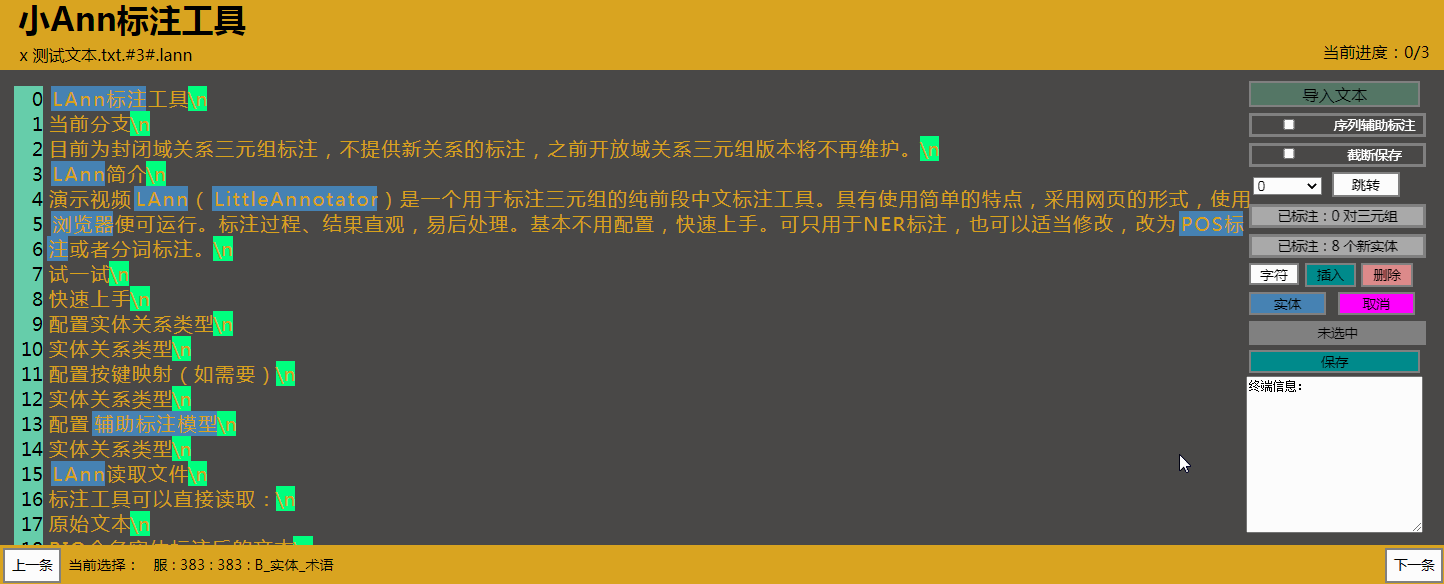 小Ann标注工具
x 测试文本.txt.#3#.lann
当前进度：0/3
0 LAnn标注工具\n
1 当前分支\n
2 目前为封闭域关系三元组标注，不提供新关系的标注，之前开放域关系三元组版本将不再维护。\n
3 LAnn简介\n
4 演示视频LAnn（LittleAnnotator）是一个用于标注三元组的纯前段中文标注工具。具有使用简单的特点，采用网页的形式，使用
5 浏览器便可运行。标注过程、结果直观，易后处理。基本不用配置，快速上手。可只用于NER标注，也可以适当修改，改为POS标
6 注或者分词标注。\n
7 试一试\n
8 快速上手\n
9 配置实体关系类型\n
10 实体关系类型\n
11 配置按键映射（如需要）\n
12 实体关系类型\n
13 配置辅助标注模型\n
14 实体关系类型\n
15 LAnn读取文件\n
16 标注工具可以直接读取：\n
17 原始文本\n
导入文本
序列辅助标注
截断保存
0 跳转
已标注：0 对三元组
已标注：8 个新实体
字符 插入 删除
实体 取消
未选中
保存
终端信息:
上一条 当前选择： 服 : 383 : 383 : B_实体_术语
下一条